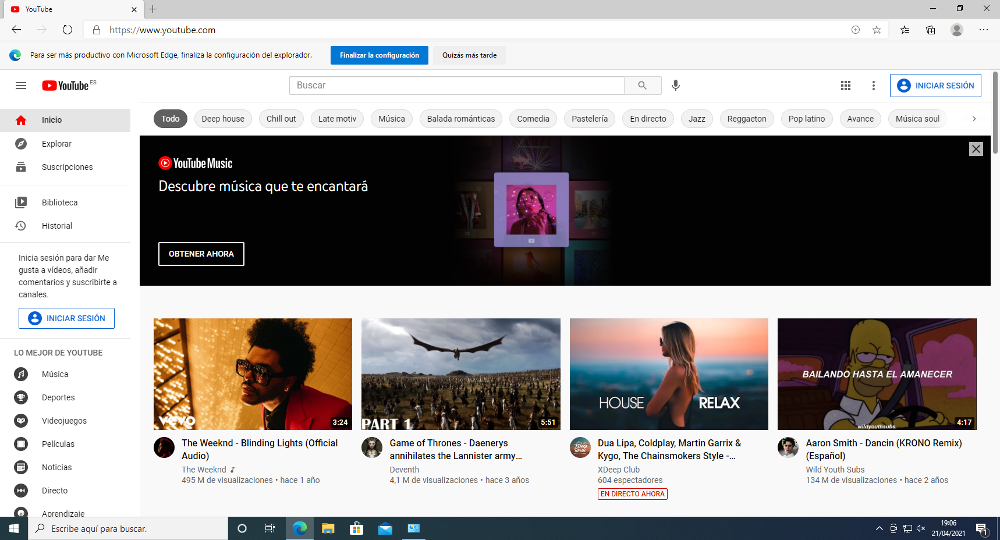 YouTube
https://www.youtube.com
Para ser más productivo con Microsoft Edge, finaliza la configuración del explorador.
Finalizar la configuración
Quizás más tarde
YouTube ES
Buscar
INICIAR SESIÓN
Inicio
Explorar
Suscripciones
Biblioteca
Historial
Inicia sesión para dar Me
gusta a vídeos, añadir
comentarios y suscribirte a
canales.
INICIAR SESIÓN
LO MEJOR DE YOUTUBE
Música
Deportes
Videojuegos
Películas
Noticias
Directo
Aprendizaje
Todo
Deep house
Chill out
Late motiv
Música
Balada románticas
Comedia
Pastelería
En directo
Jazz
Reggaeton
Pop latino
Avance
Música soul
YouTube Music
Descubre música que te encantará
OBTENER AHORA
vevo
3:24
The Weeknd - Blinding Lights (Official
Audio)
The Weeknd
495 M de visualizaciones • hace 1 año
PART 1
5:51
Game of Thrones - Daenerys
annihilates the Lannister army…
Deventh
4,1 M de visualizaciones • hace 3 años
HOUSE RELAX
XDeep
Music
Dua Lipa, Coldplay, Martin Garrix &
Kygo, The Chainsmokers Style -…
XDeep Club
604 espectadores
EN DIRECTO AHORA
BAILANDO HASTA EL AMANECER
wildyouthsubs.
4:17
Aaron Smith - Dancin (KRONO Remix)
(Español)
Wild Youth Subs
134 M de visualizaciones • hace 2 años
Escribe aquí para buscar.
19:06
21/04/2021
1